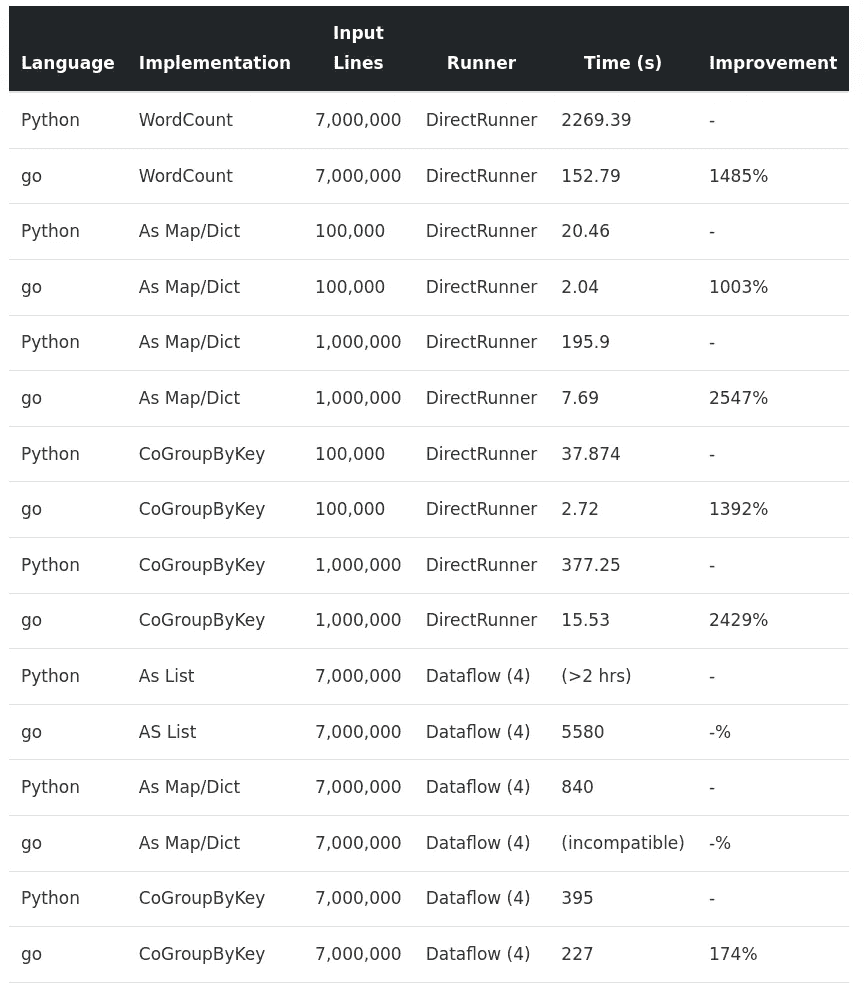 Language Implementation Input Lines Runner Time (s) Improvement
Python WordCount 7,000,000 DirectRunner 2269.39 -
go WordCount 7,000,000 DirectRunner 152.79 1485%
Python As Map/Dict 100,000 DirectRunner 20.46 -
go As Map/Dict 100,000 DirectRunner 2.04 1003%
Python As Map/Dict 1,000,000 DirectRunner 195.9 -
go As Map/Dict 1,000,000 DirectRunner 7.69 2547%
Python CoGroupByKey 100,000 DirectRunner 37.874 -
go CoGroupByKey 100,000 DirectRunner 2.72 1392%
Python CoGroupByKey 1,000,000 DirectRunner 377.25 -
go CoGroupByKey 1,000,000 DirectRunner 15.53 2429%
Python As List 7,000,000 Dataflow (4) (>2 hrs) -
go AS List 7,000,000 Dataflow (4) 5580 -%
Python As Map/Dict 7,000,000 Dataflow (4) 840 -
go As Map/Dict 7,000,000 Dataflow (4) (incompatible) -%
Python CoGroupByKey 7,000,000 Dataflow (4) 395 -
go CoGroupByKey 7,000,000 Dataflow (4) 227 174%